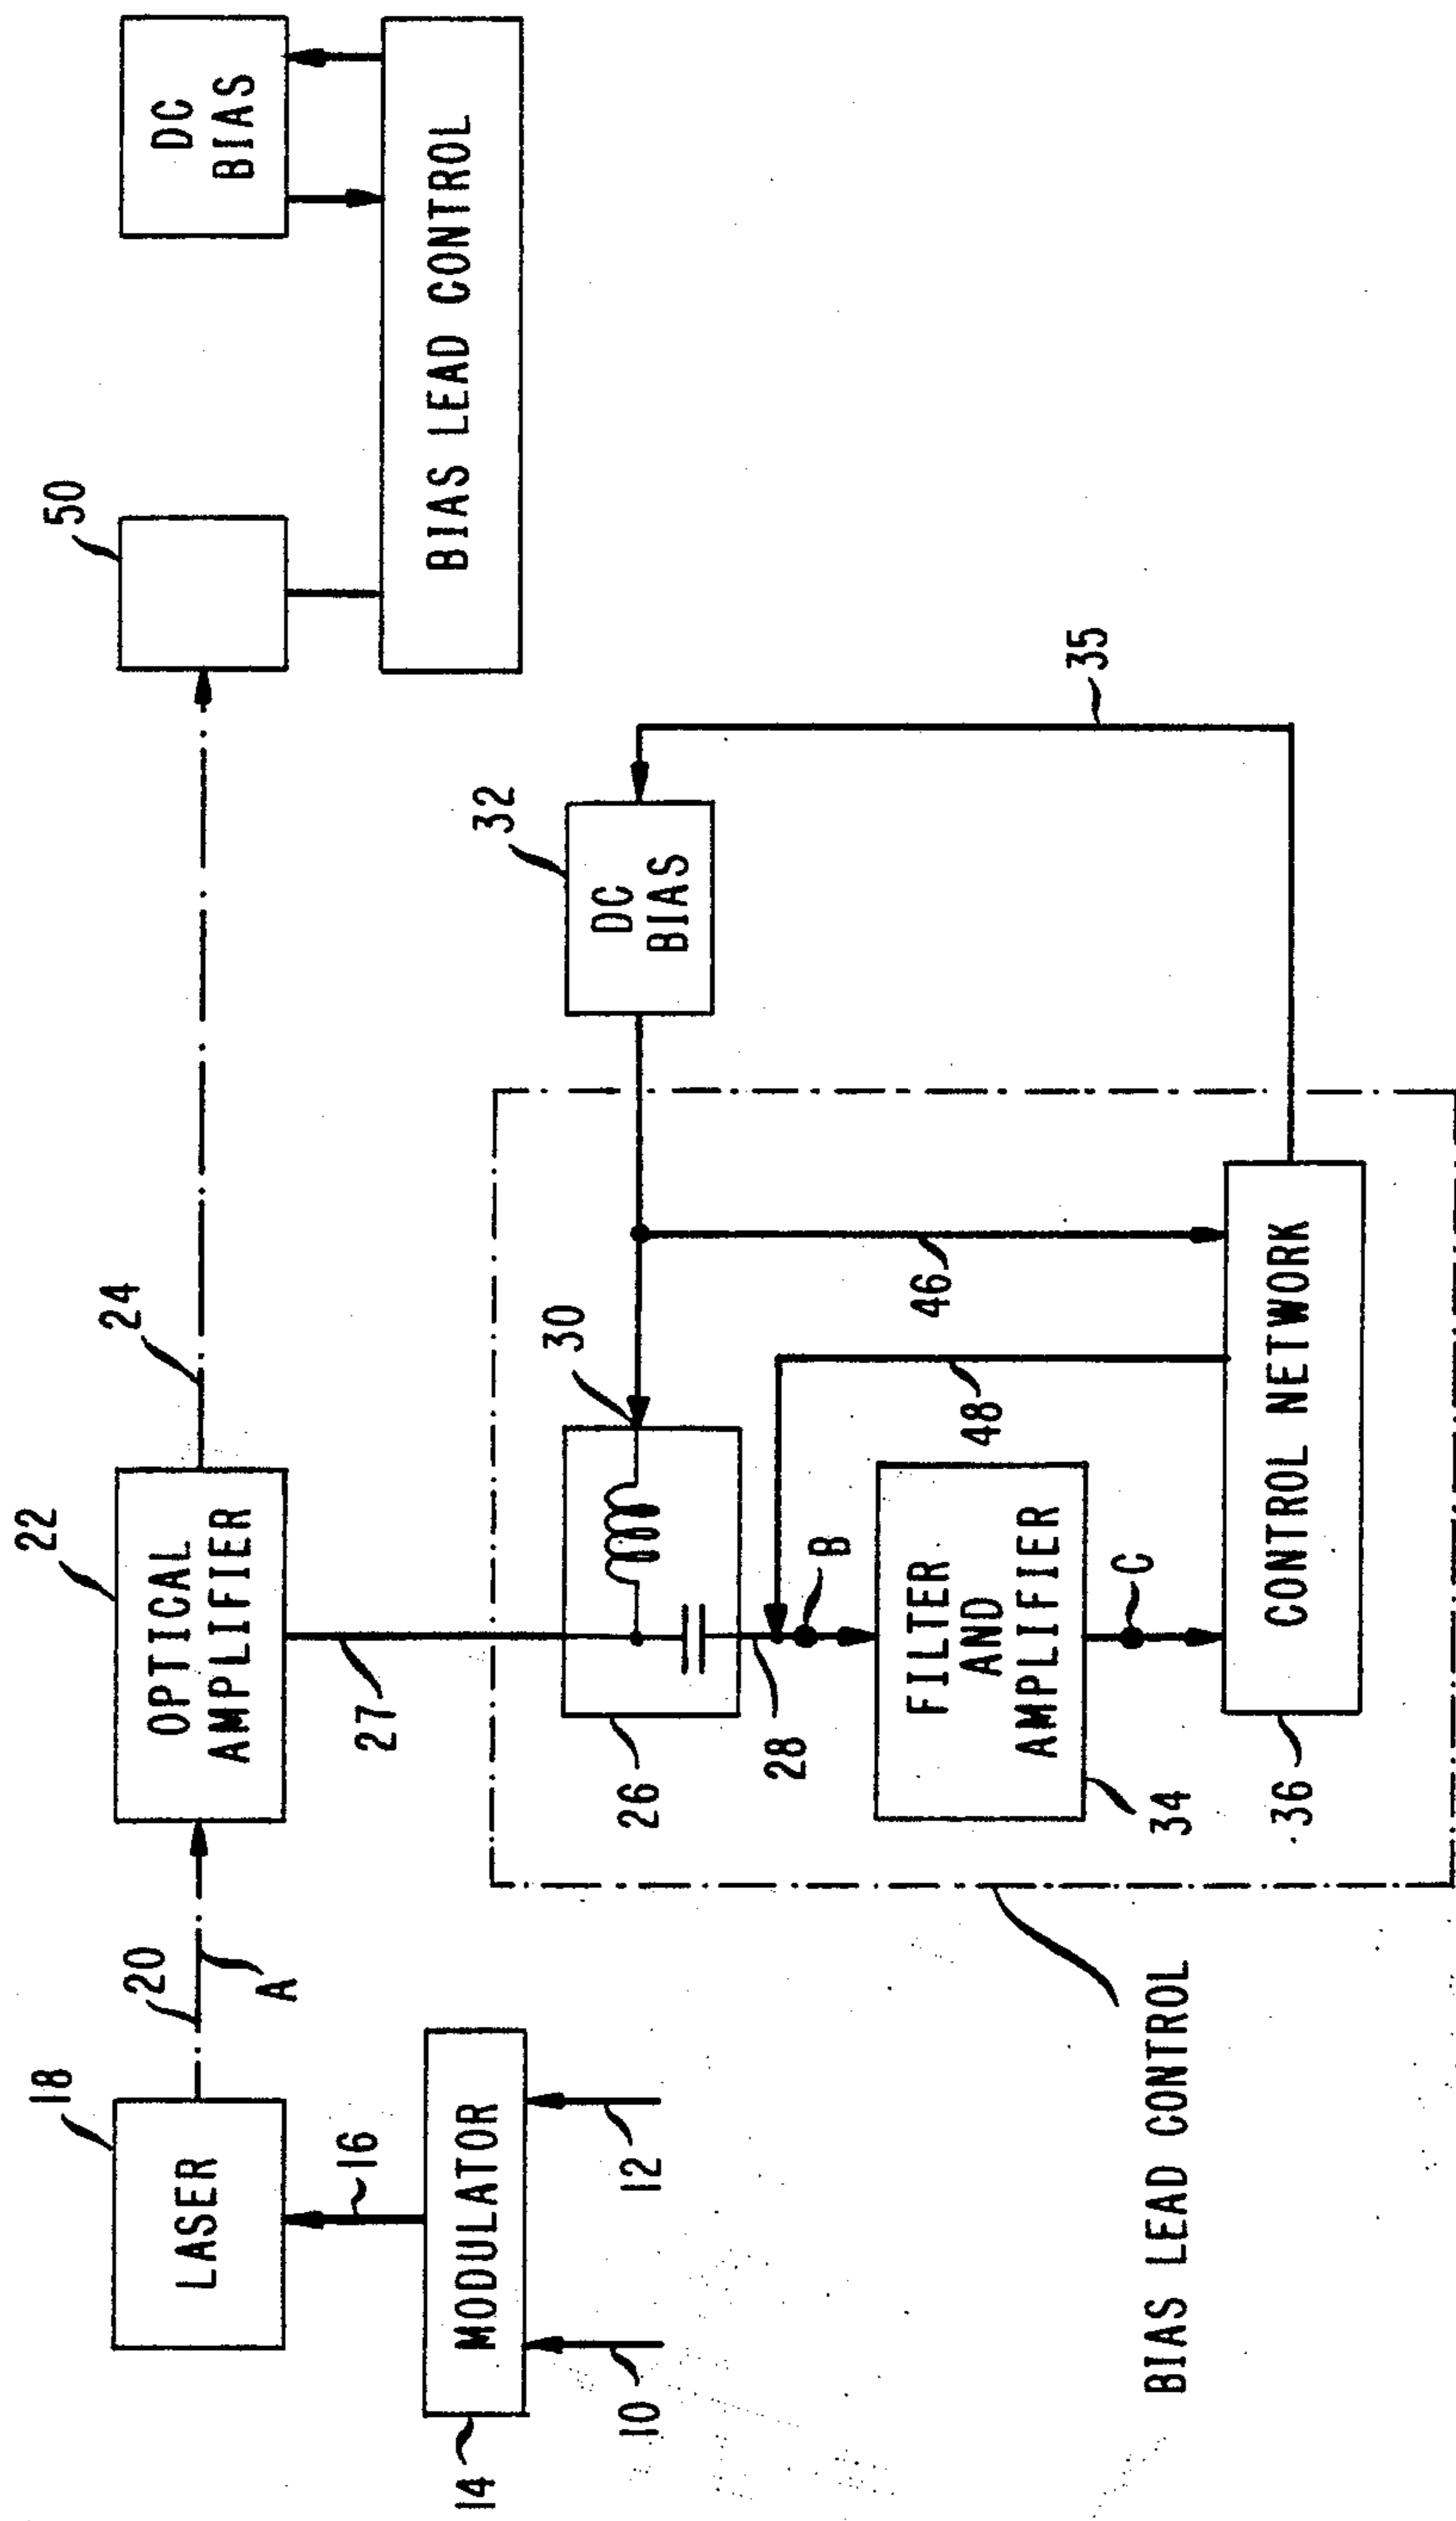 18
LASER
20
A
22
OPTICAL
AMPLIFIER
24
50
DC
BIAS
BIAS LEAD CONTROL
16
14
MODULATOR
10
12
27
26
30
32
DC
BIAS
35
28
B
46
48
34
FILTER
AND
AMPLIFIER
C
36
CONTROL NETWORK
BIAS LEAD CONTROL